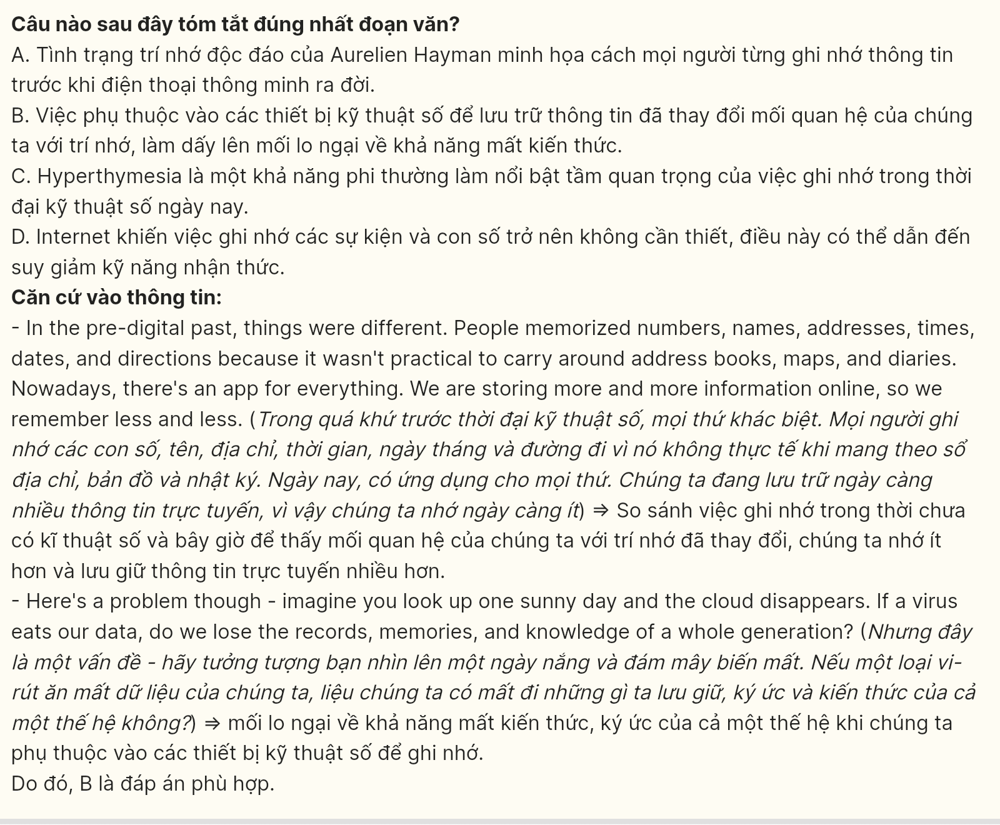 Câu nào sau đây tóm tắt đúng nhất đoạn văn?
A. Tình trạng trí nhớ độc đáo của Aurelien Hayman minh họa cách mọi người từng ghi nhớ thông tin
trước khi điện thoại thông minh ra đời.
B. Việc phụ thuộc vào các thiết bị kỹ thuật số để lưu trữ thông tin đã thay đổi mối quan hệ của chúng
ta với trí nhớ, làm dấy lên mối lo ngại về khả năng mất kiến thức.
C. Hyperthymesia là một khả năng phi thường làm nổi bật tầm quan trọng của việc ghi nhớ trong thời
đại kỹ thuật số ngày nay.
D. Internet khiến việc ghi nhớ các sự kiện và con số trở nên không cần thiết, điều này có thể dẫn đến
suy giảm kỹ năng nhận thức.
Căn cứ vào thông tin:
- In the pre-digital past, things were different. People memorized numbers, names, addresses, times,
dates, and directions because it wasn't practical to carry around address books, maps, and diaries.
Nowadays, there's an app for everything. We are storing more and more information online, so we
remember less and less. (Trong quá khứ trước thời đại kỹ thuật số, mọi thứ khác biệt. Mọi người ghi
nhớ các con số, tên, địa chỉ, thời gian, ngày tháng và đường đi vì nó không thực tế khi mang theo sổ
địa chỉ, bản đồ và nhật ký. Ngày nay, có ứng dụng cho mọi thứ. Chúng ta đang lưu trữ ngày càng
nhiều thông tin trực tuyến, vì vậy chúng ta nhớ ngày càng ít) ⇒ So sánh việc ghi nhớ trong thời chưa
có kĩ thuật số và bây giờ để thấy mối quan hệ của chúng ta với trí nhớ đã thay đổi, chúng ta nhớ ít
hơn và lưu giữ thông tin trực tuyến nhiều hơn.
- Here's a problem though - imagine you look up one sunny day and the cloud disappears. If a virus
eats our data, do we lose the records, memories, and knowledge of a whole generation? (Nhưng đây
là một vấn đề - hãy tưởng tượng bạn nhìn lên một ngày nắng và đám mây biến mất. Nếu một loại vi-
rút ăn mất dữ liệu của chúng ta, liệu chúng ta có mất đi những gì ta lưu giữ, ký ức và kiến thức của cả
một thế hệ không?) ⇒ mối lo ngại về khả năng mất kiến thức, ký ức của cả một thế hệ khi chúng ta
phụ thuộc vào các thiết bị kỹ thuật số để ghi nhớ.
Do đó, B là đáp án phù hợp.